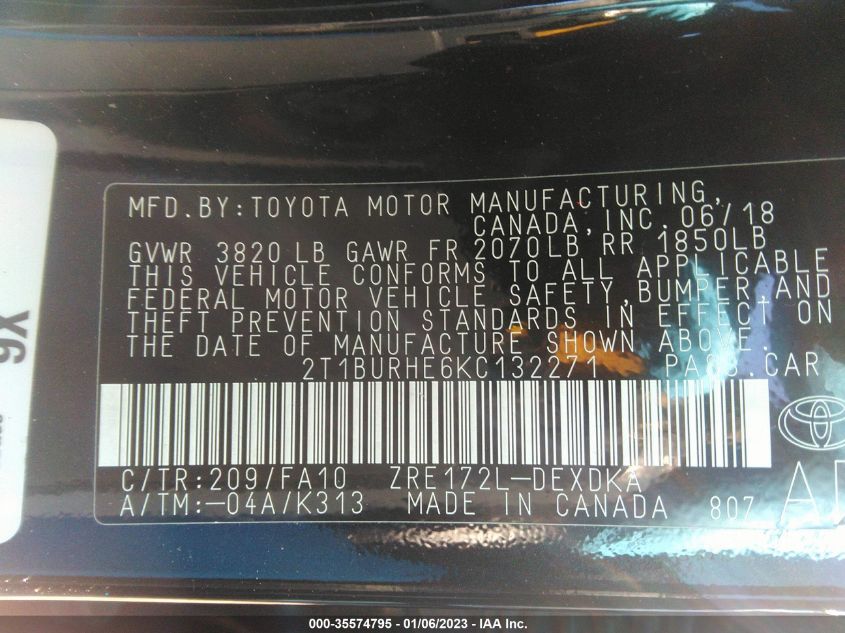 MFD.BY:TOYOTA MOTOR MANUFACTURING,
CANADA,INC. 06/18
GVWR 3820 LB GAWR FR 2070LB RR 1850LB
THIS VEHICLE CONFORMS TO ALL APPLICABLE
FEDERAL MOTOR VEHICLE SAFETY,BUMPER,AND
THEFT PREVENTION STANDARDS IN EFFECT ON
THE DATE OF MANUFACTURE SHOWN ABOVE.
2T1BURHE6KC132271 PASS.CAR
C/TR:209/FA10 ZRE172L-DEXDKA
A/TM:-04A/K313 MADE IN CANADA 807
9X
000-35574795 - 01/06/2023 - IAA Inc.